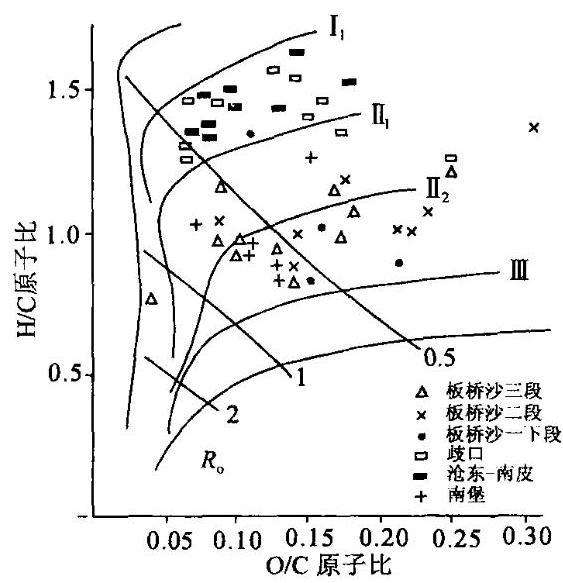 I₁
1.5
II₁
II₂
H/C原子比
1.0
III
0.5
0.5
1
2
Rₒ
板桥沙三段
板桥沙二段
板桥沙一下段
歧口
沧东-南皮
南堡
0.05 0.10 0.15 0.20 0.25 0.30
O/C 原子比